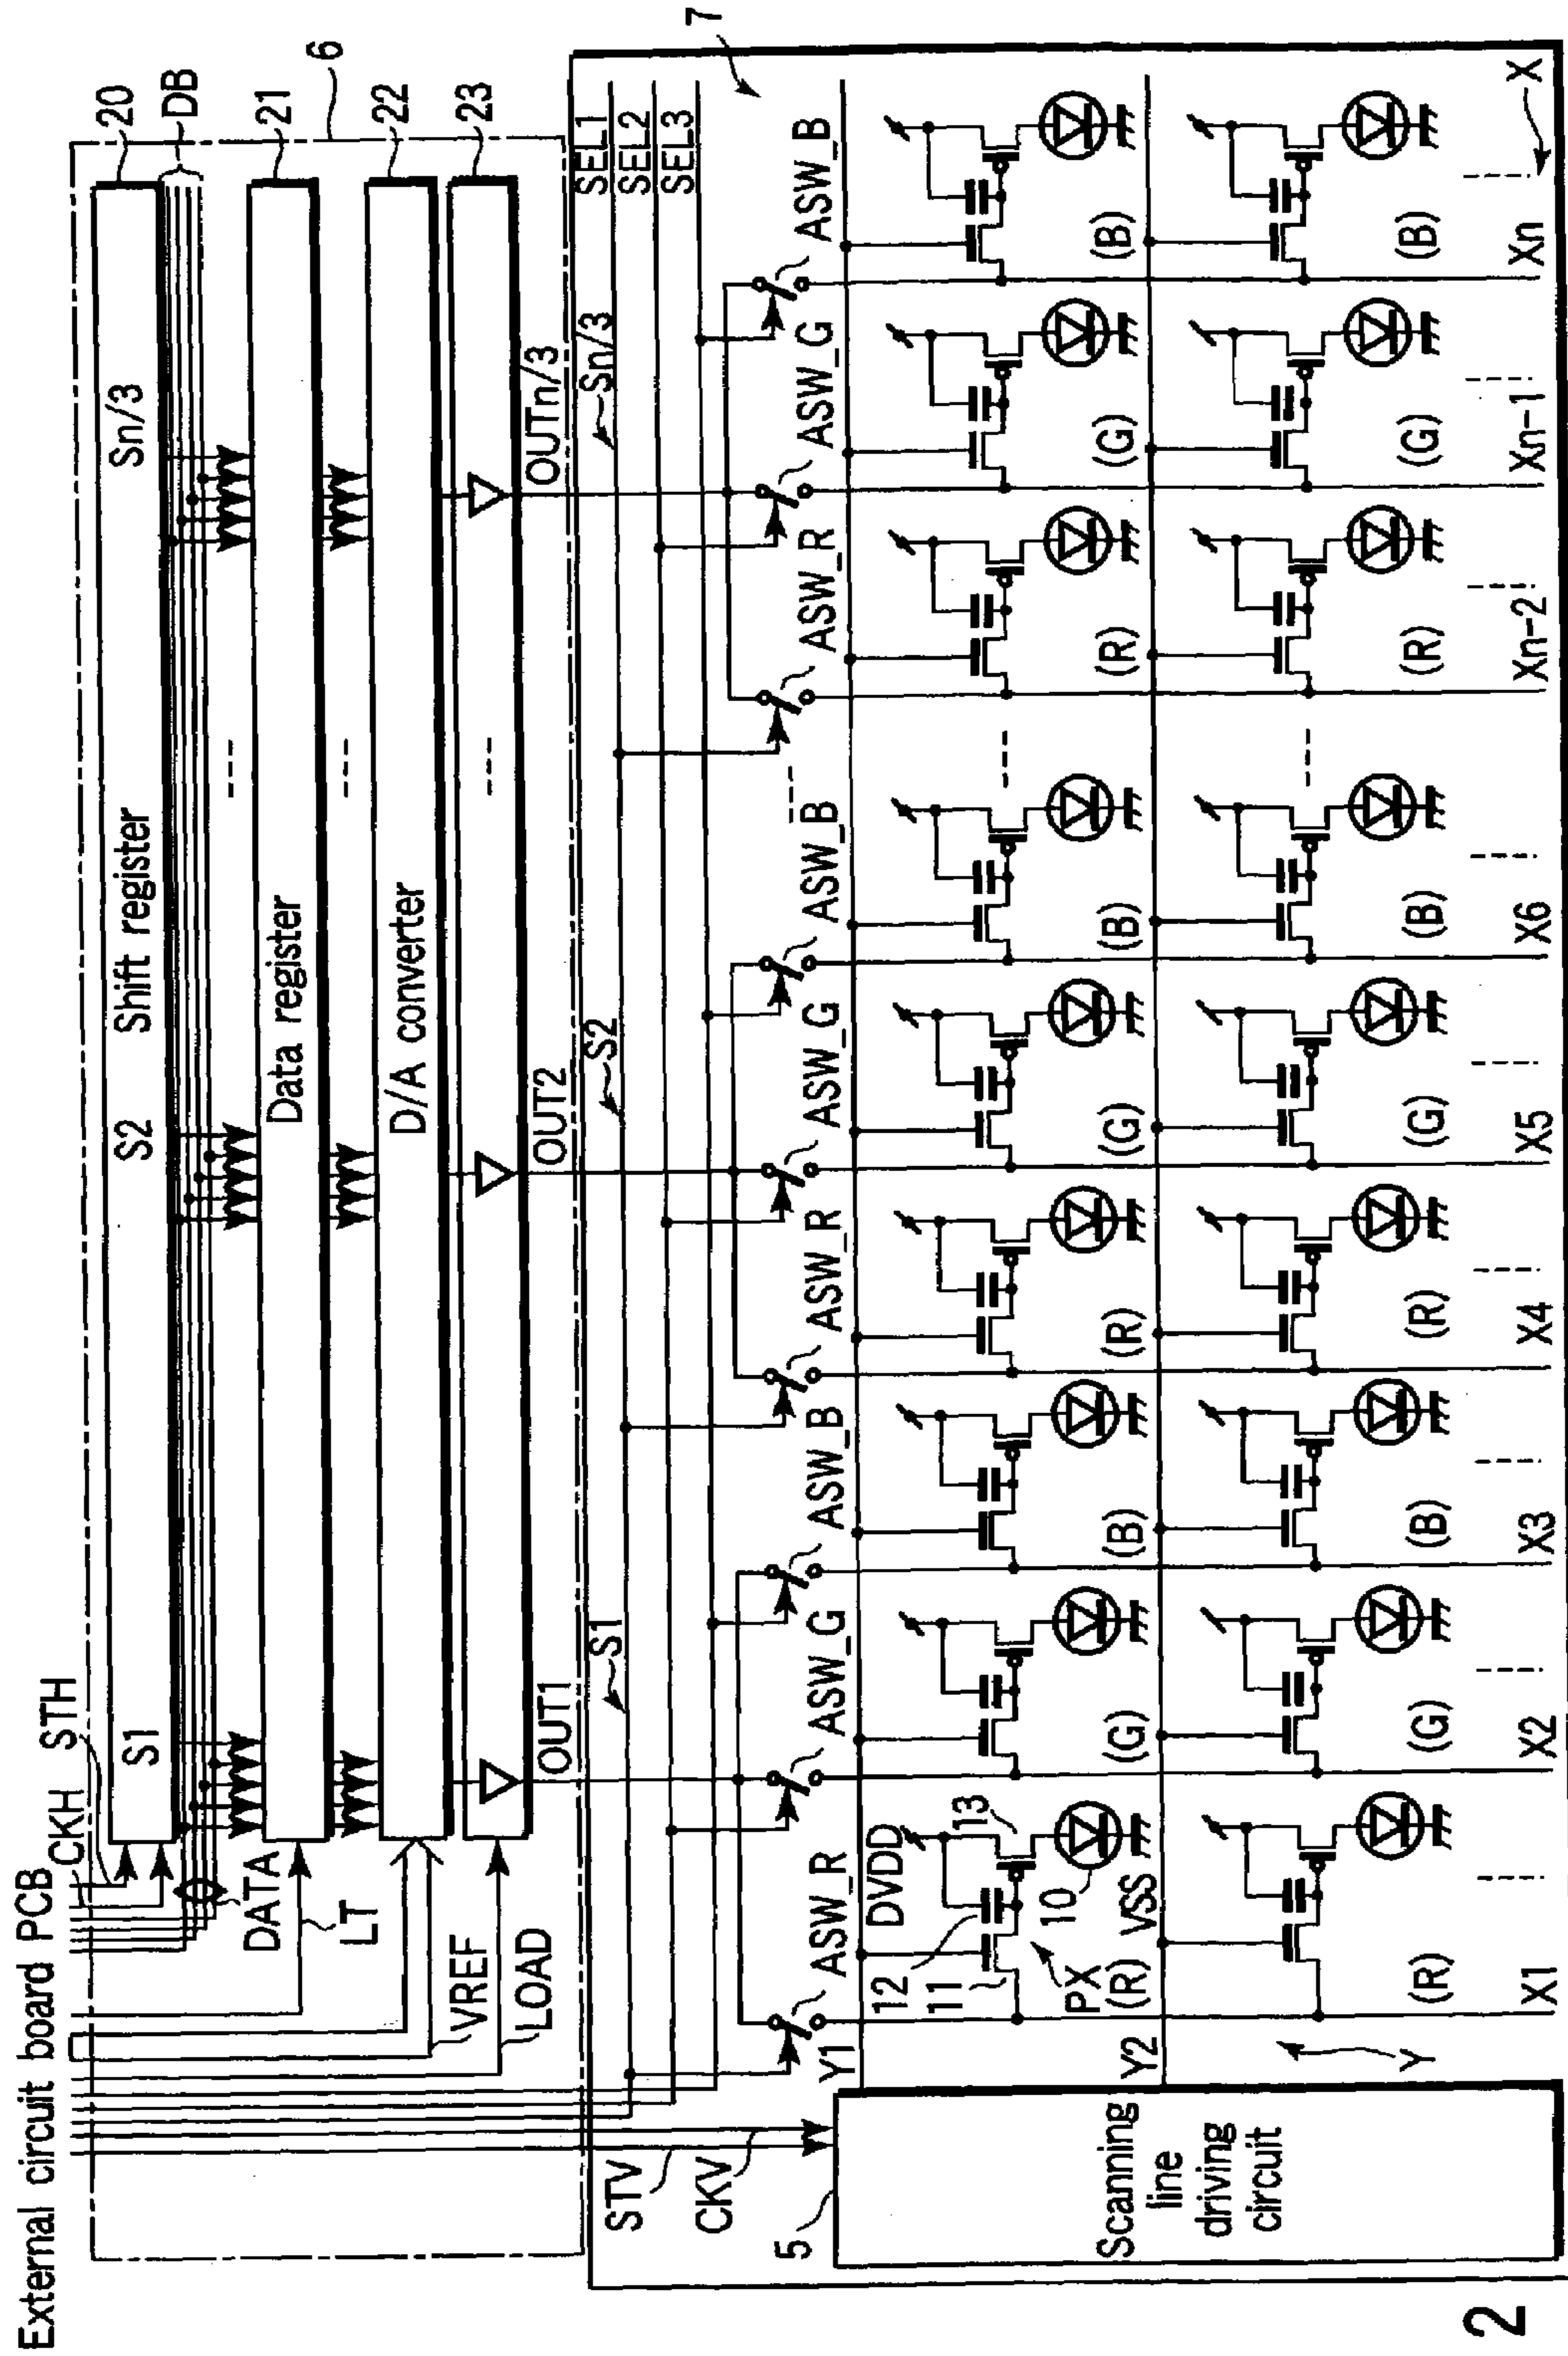 External circuit board PCB
CKH
STH
20
DB
21
6
22
23
S1
S2
Shift register
Sn/3
DATA
Data register
LT
D/A converter
VREF
LOAD
OUT1
OUT2
OUTn/3
S1
S2
Sn/3
SEL1
SEL2
SEL3
7
STV
CKV
5
ASW_R
ASW_G
ASW_B
ASW_R
ASW_G
ASW_B
ASW_R
ASW_G
ASW_B
Y1
DVDD
12
11
13
10
PX
VSS
(R)
(G)
(B)
(R)
(G)
(B)
(R)
(G)
(B)
Y2
Scanning
line
driving
circuit
Y
(R)
(G)
(B)
(R)
(G)
(B)
(R)
(G)
(B)
X1
X2
X3
X4
X5
X6
Xn-2
Xn-1
Xn
X
2